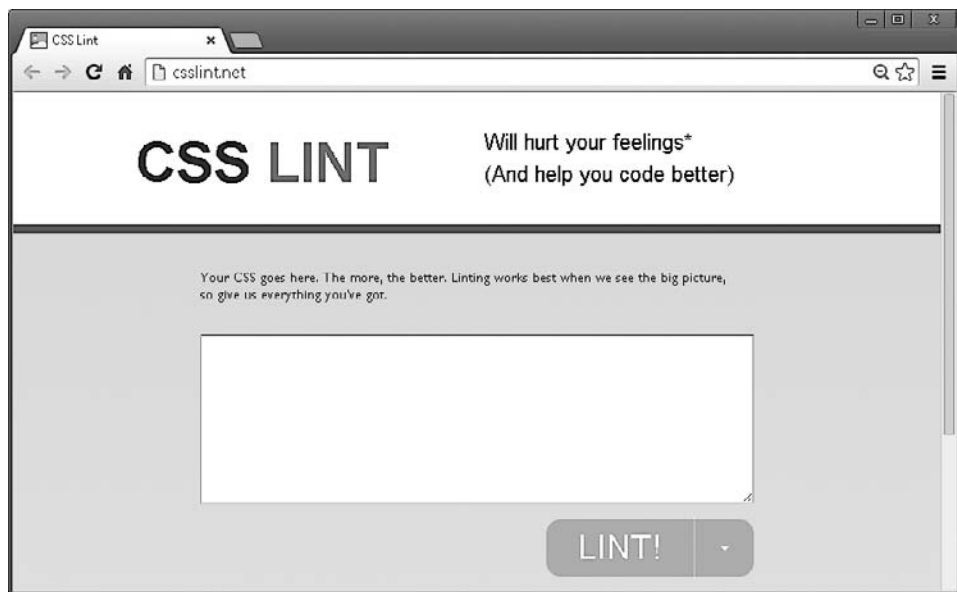 CSS Lint
csslint.net
CSS LINT
Will hurt your feelings*
(And help you code better)
Your CSS goes here. The more, the better. Linting works best when we see the big picture,
so give us everything you've got.
LINT!